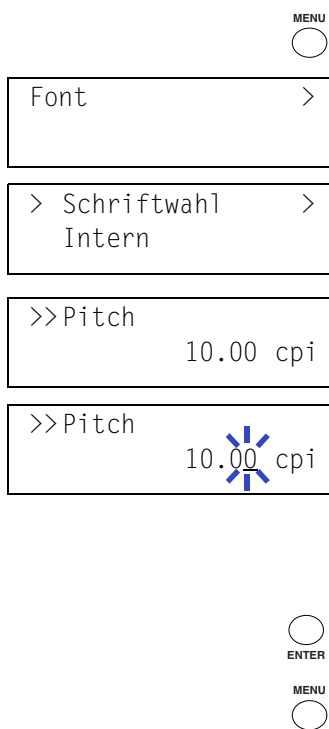 MENU
Font >
> Schriftwahl >
Intern
>>Pitch
10.00 cpi
>>Pitch
10.00 cpi
ENTER
MENU